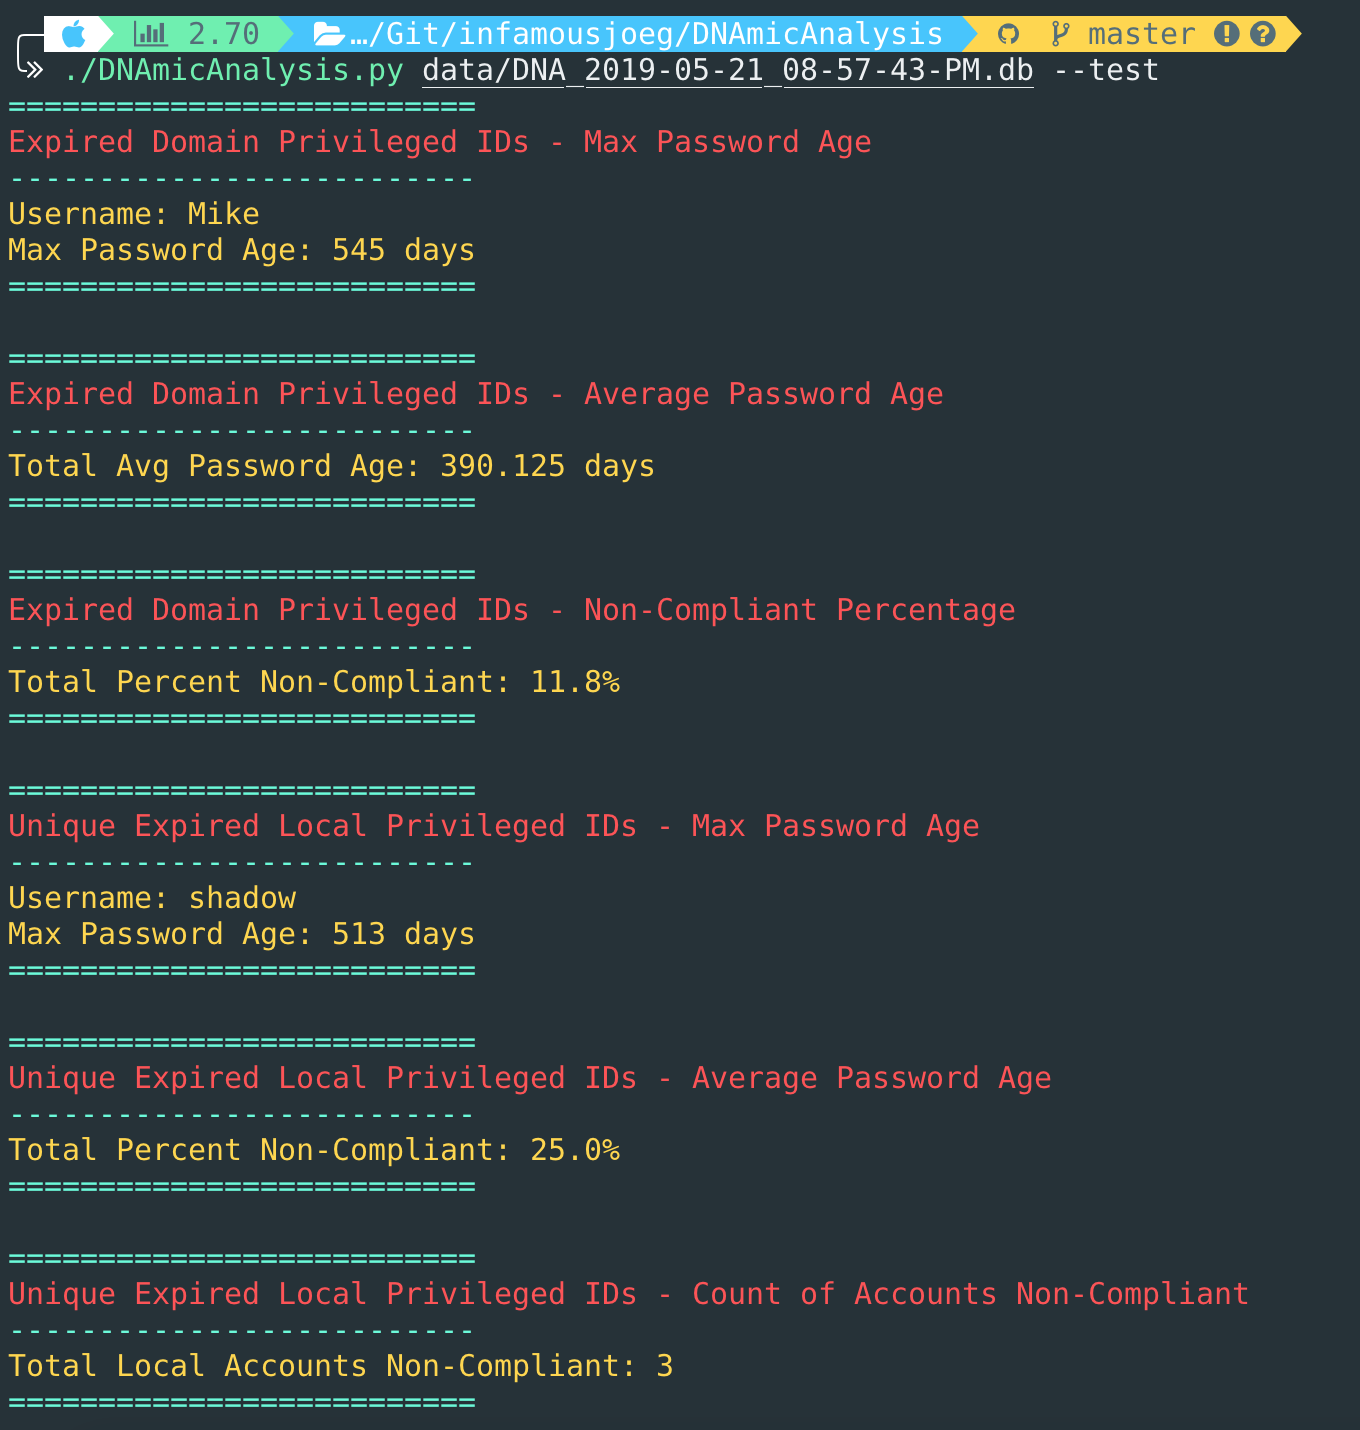 2.70 …/Git/infamousjoeg/DNAmicAnalysis master
./DNAmicAnalysis.py data/DNA_2019-05-21_08-57-43-PM.db --test
==========================
Expired Domain Privileged IDs - Max Password Age
--------------------------
Username: Mike
Max Password Age: 545 days
==========================
==========================
Expired Domain Privileged IDs - Average Password Age
--------------------------
Total Avg Password Age: 390.125 days
==========================
==========================
Expired Domain Privileged IDs - Non-Compliant Percentage
--------------------------
Total Percent Non-Compliant: 11.8%
==========================
==========================
Unique Expired Local Privileged IDs - Max Password Age
--------------------------
Username: shadow
Max Password Age: 513 days
==========================
==========================
Unique Expired Local Privileged IDs - Average Password Age
--------------------------
Total Percent Non-Compliant: 25.0%
==========================
==========================
Unique Expired Local Privileged IDs - Count of Accounts Non-Compliant
--------------------------
Total Local Accounts Non-Compliant: 3
==========================